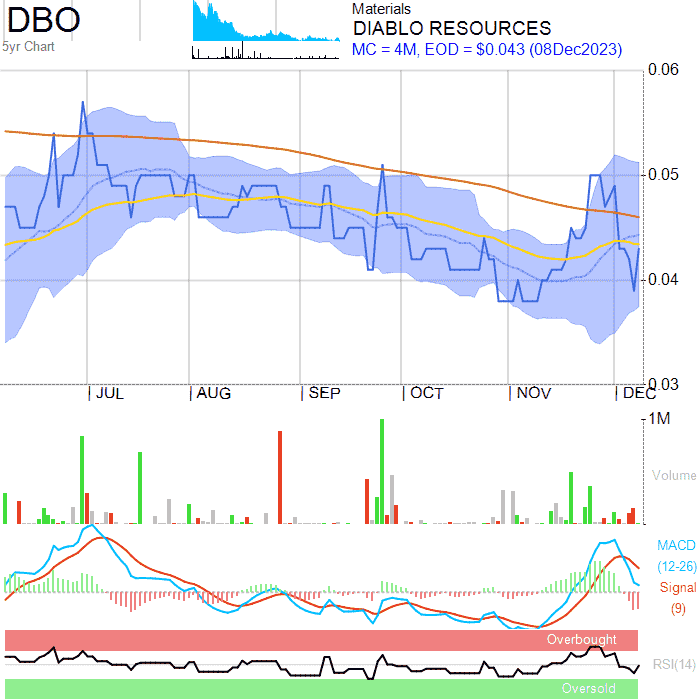 DBO
5yr Chart
Materials
DIABLO RESOURCES
MC = 4M, EOD = $0.043 (08Dec2023)
0.06
0.05
0.04
0.03
JUL AUG SEP OCT NOV DEC
1M
Volume
MACD
(12-26)
Signal
(9)
Overbought
RSI(14)
Oversold